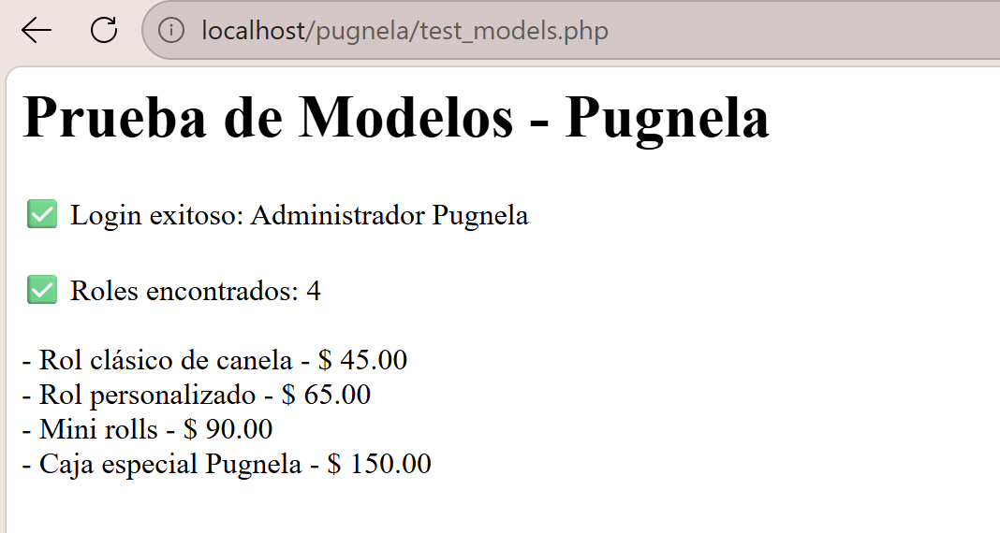 localhost/pugnela/test_models.php
Prueba de Modelos - Pugnela
✅ Login exitoso: Administrador Pugnela
✅ Roles encontrados: 4
- Rol clásico de canela - $ 45.00
- Rol personalizado - $ 65.00
- Mini rolls - $ 90.00
- Caja especial Pugnela - $ 150.00